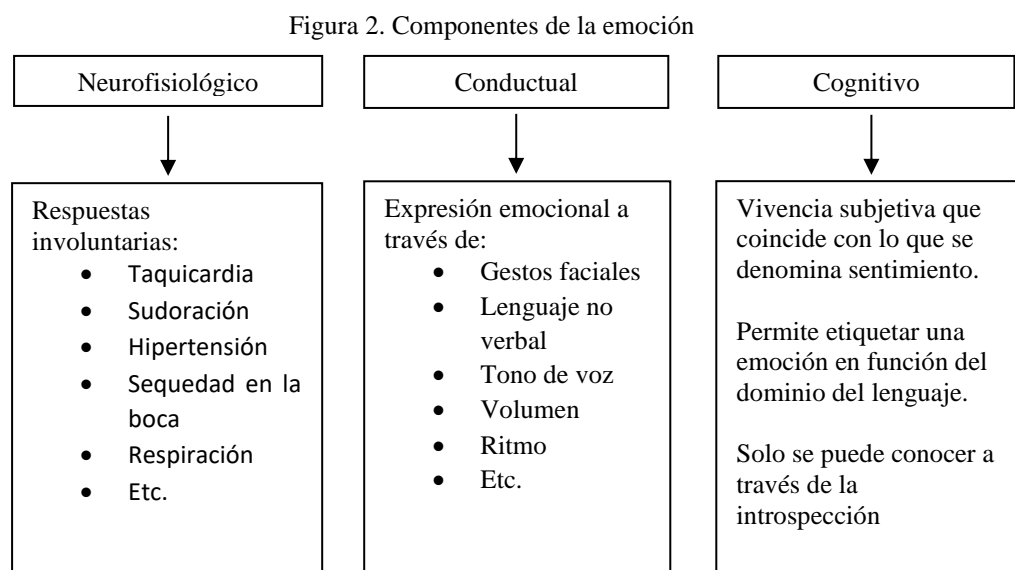 Figura 2. Componentes de la emoción
Neurofisiológico
Conductual
Cognitivo
Respuestas
involuntarias:
• Taquicardia
• Sudoración
• Hipertensión
• Sequedad en la
boca
• Respiración
• Etc.
Expresión emocional a
través de:
• Gestos faciales
• Lenguaje no
verbal
• Tono de voz
• Volumen
• Ritmo
• Etc.
Vivencia subjetiva que
coincide con lo que se
denomina sentimiento.
Permite etiquetar una
emoción en función del
dominio del lenguaje.
Solo se puede conocer a
través de la
introspección